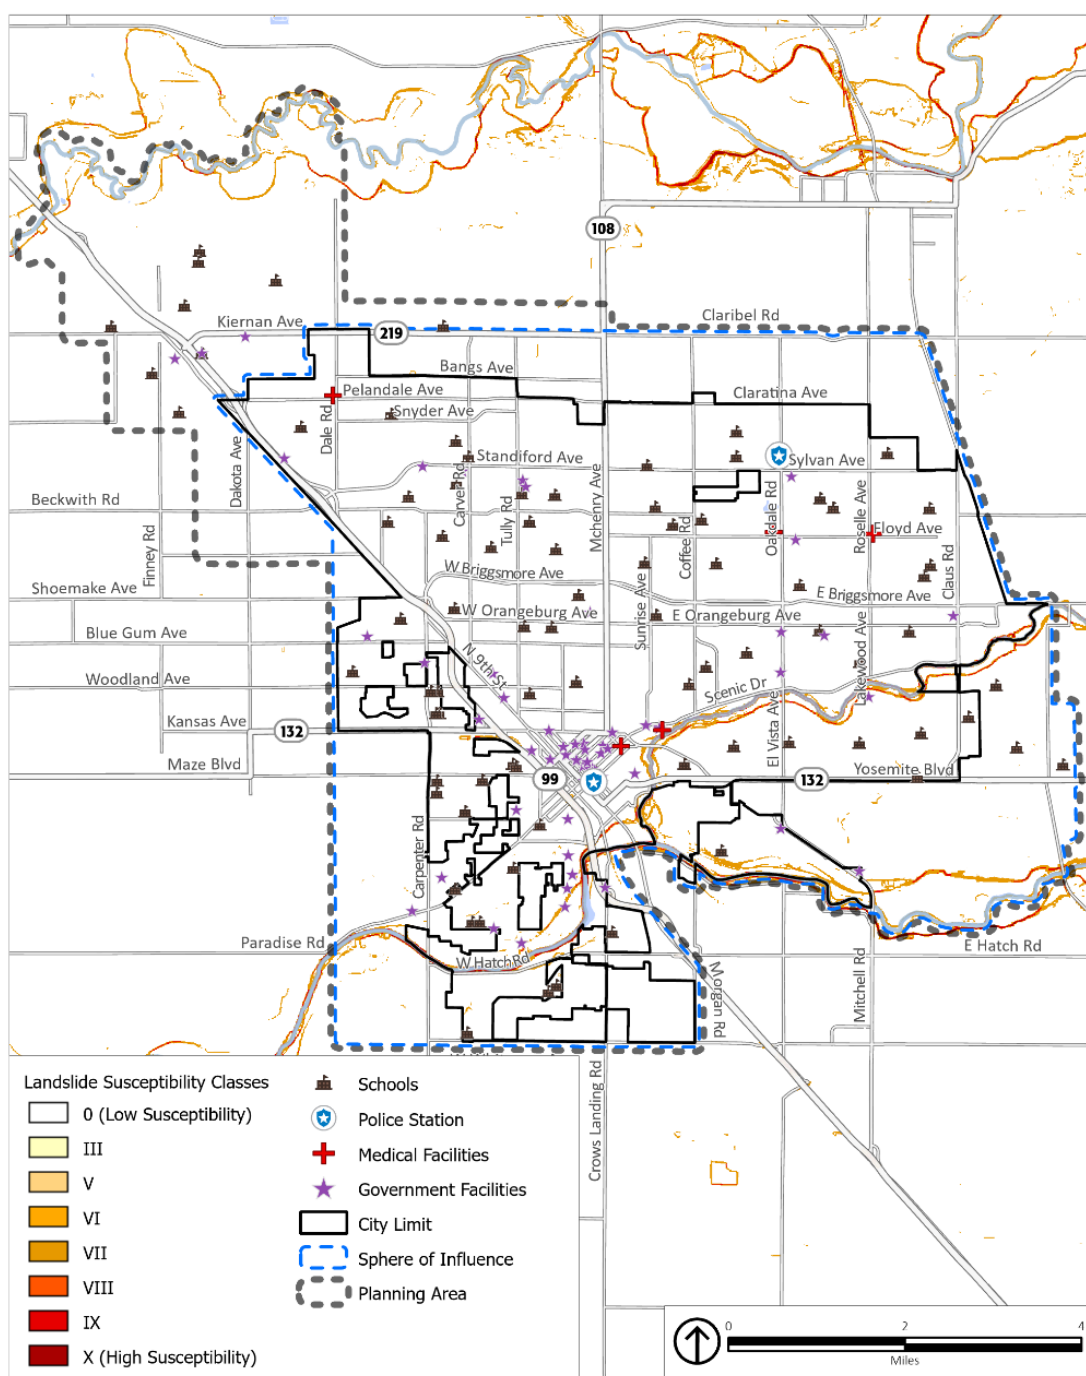 108
Kiernan Ave
219
Claribel Rd
Bangs Ave
Pelandale Ave
Claratina Ave
Snyder Ave
Dale Rd
Dakota Ave
Standiford Ave
Sylvan Ave
Carver Rd
Tully Rd
Mchenry Ave
Coffee Rd
Oakdale Rd
Roselle Ave
Beckwith Rd
Finney Rd
Floyd Ave
Claus Rd
W Briggsmore Ave
E Briggsmore Ave
Shoemake Ave
W Orangeburg Ave
E Orangeburg Ave
Sunrise Ave
Blue Gum Ave
N 9th St
Lakewood Ave
Woodland Ave
Scenic Dr
El Vista Ave
Kansas Ave
132
Maze Blvd
99
132
Yosemite Blvd
Carpenter Rd
Paradise Rd
W Hatch Rd
E Hatch Rd
Morgan Rd
Mitchell Rd
Crows Landing Rd
Landslide Susceptibility Classes
0 (Low Susceptibility)
III
V
VI
VII
VIII
IX
X (High Susceptibility)
Schools
Police Station
Medical Facilities
Government Facilities
City Limit
Sphere of Influence
Planning Area
0 2 4
Miles